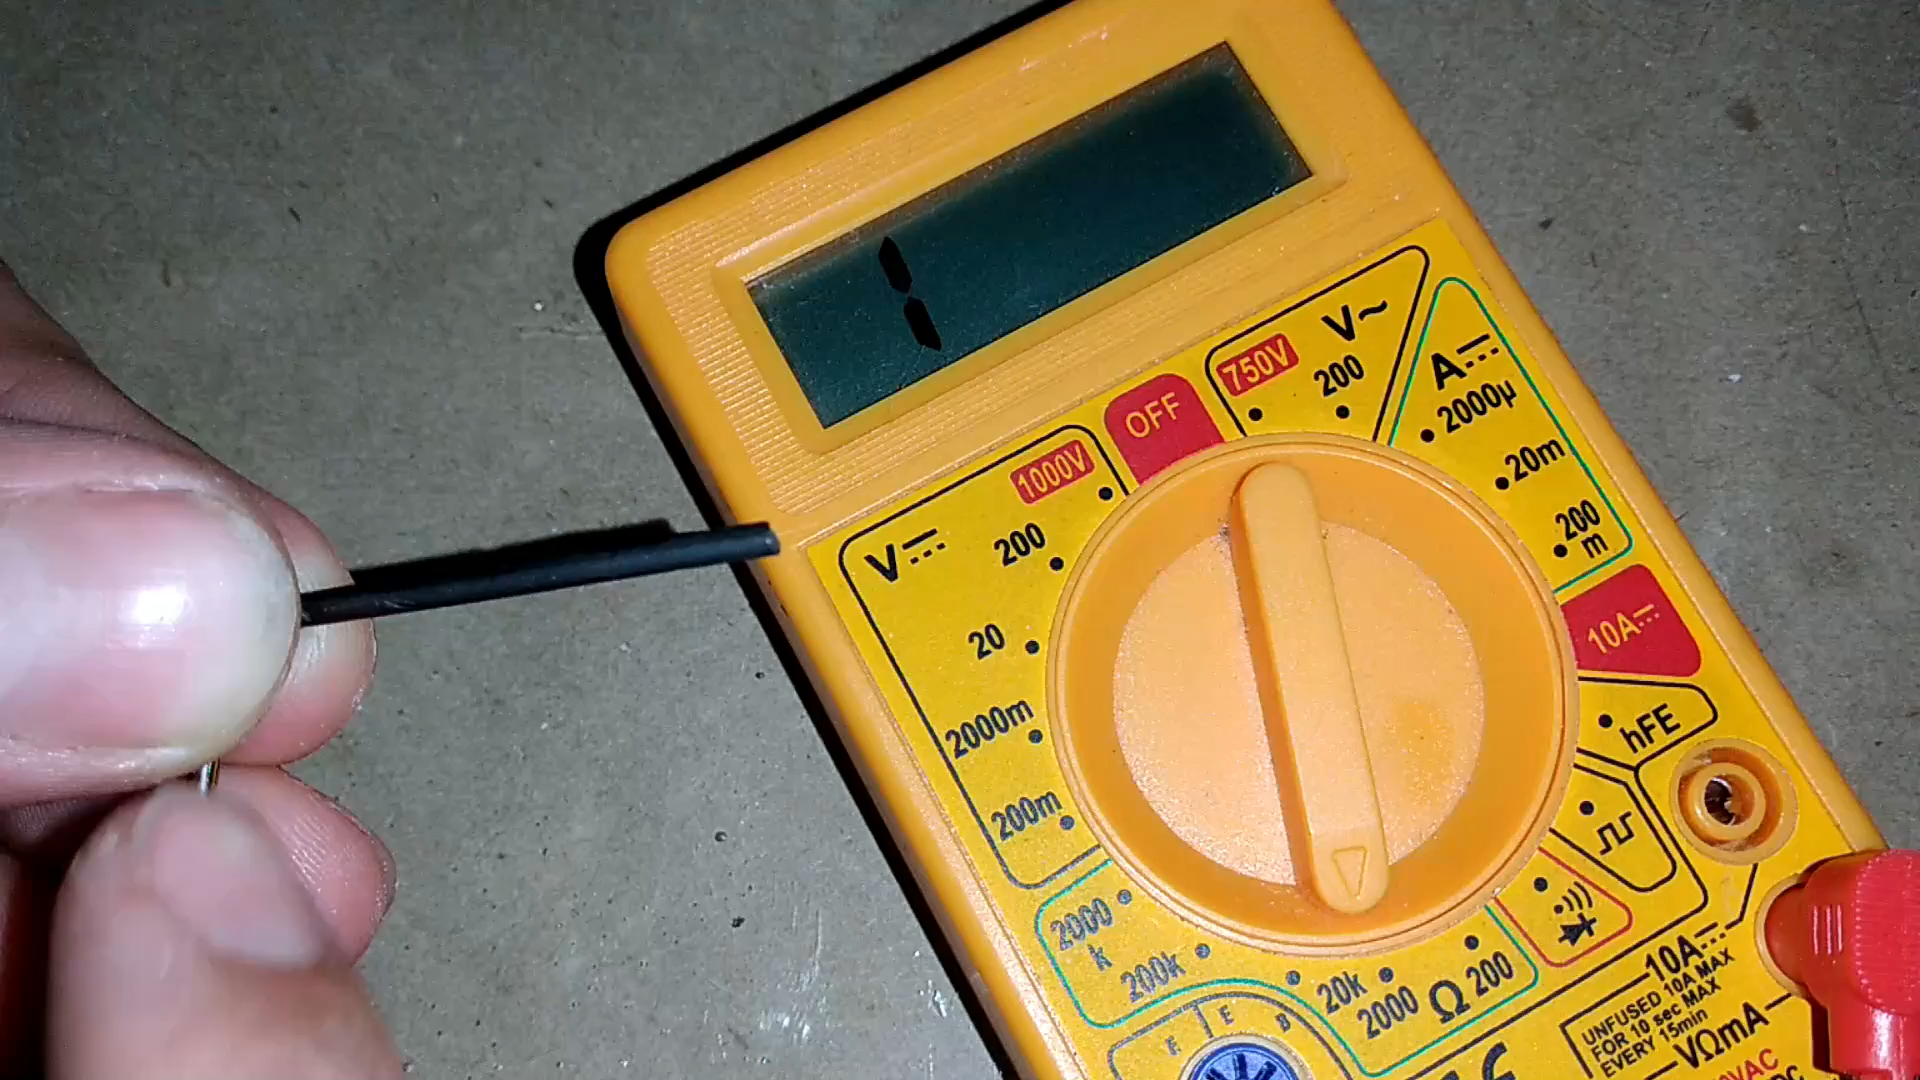 1
OFF
750V
V~
200
A
2000µ
20m
200
m
10A
hFE
1000V
V
200
20
2000m
200m
2000
k
200k
20k
2000
Ω
200
E
B
10A
UNFUSED 10A MAX
FOR 10 sec MAX
EVERY 15min
VΩmA
CE